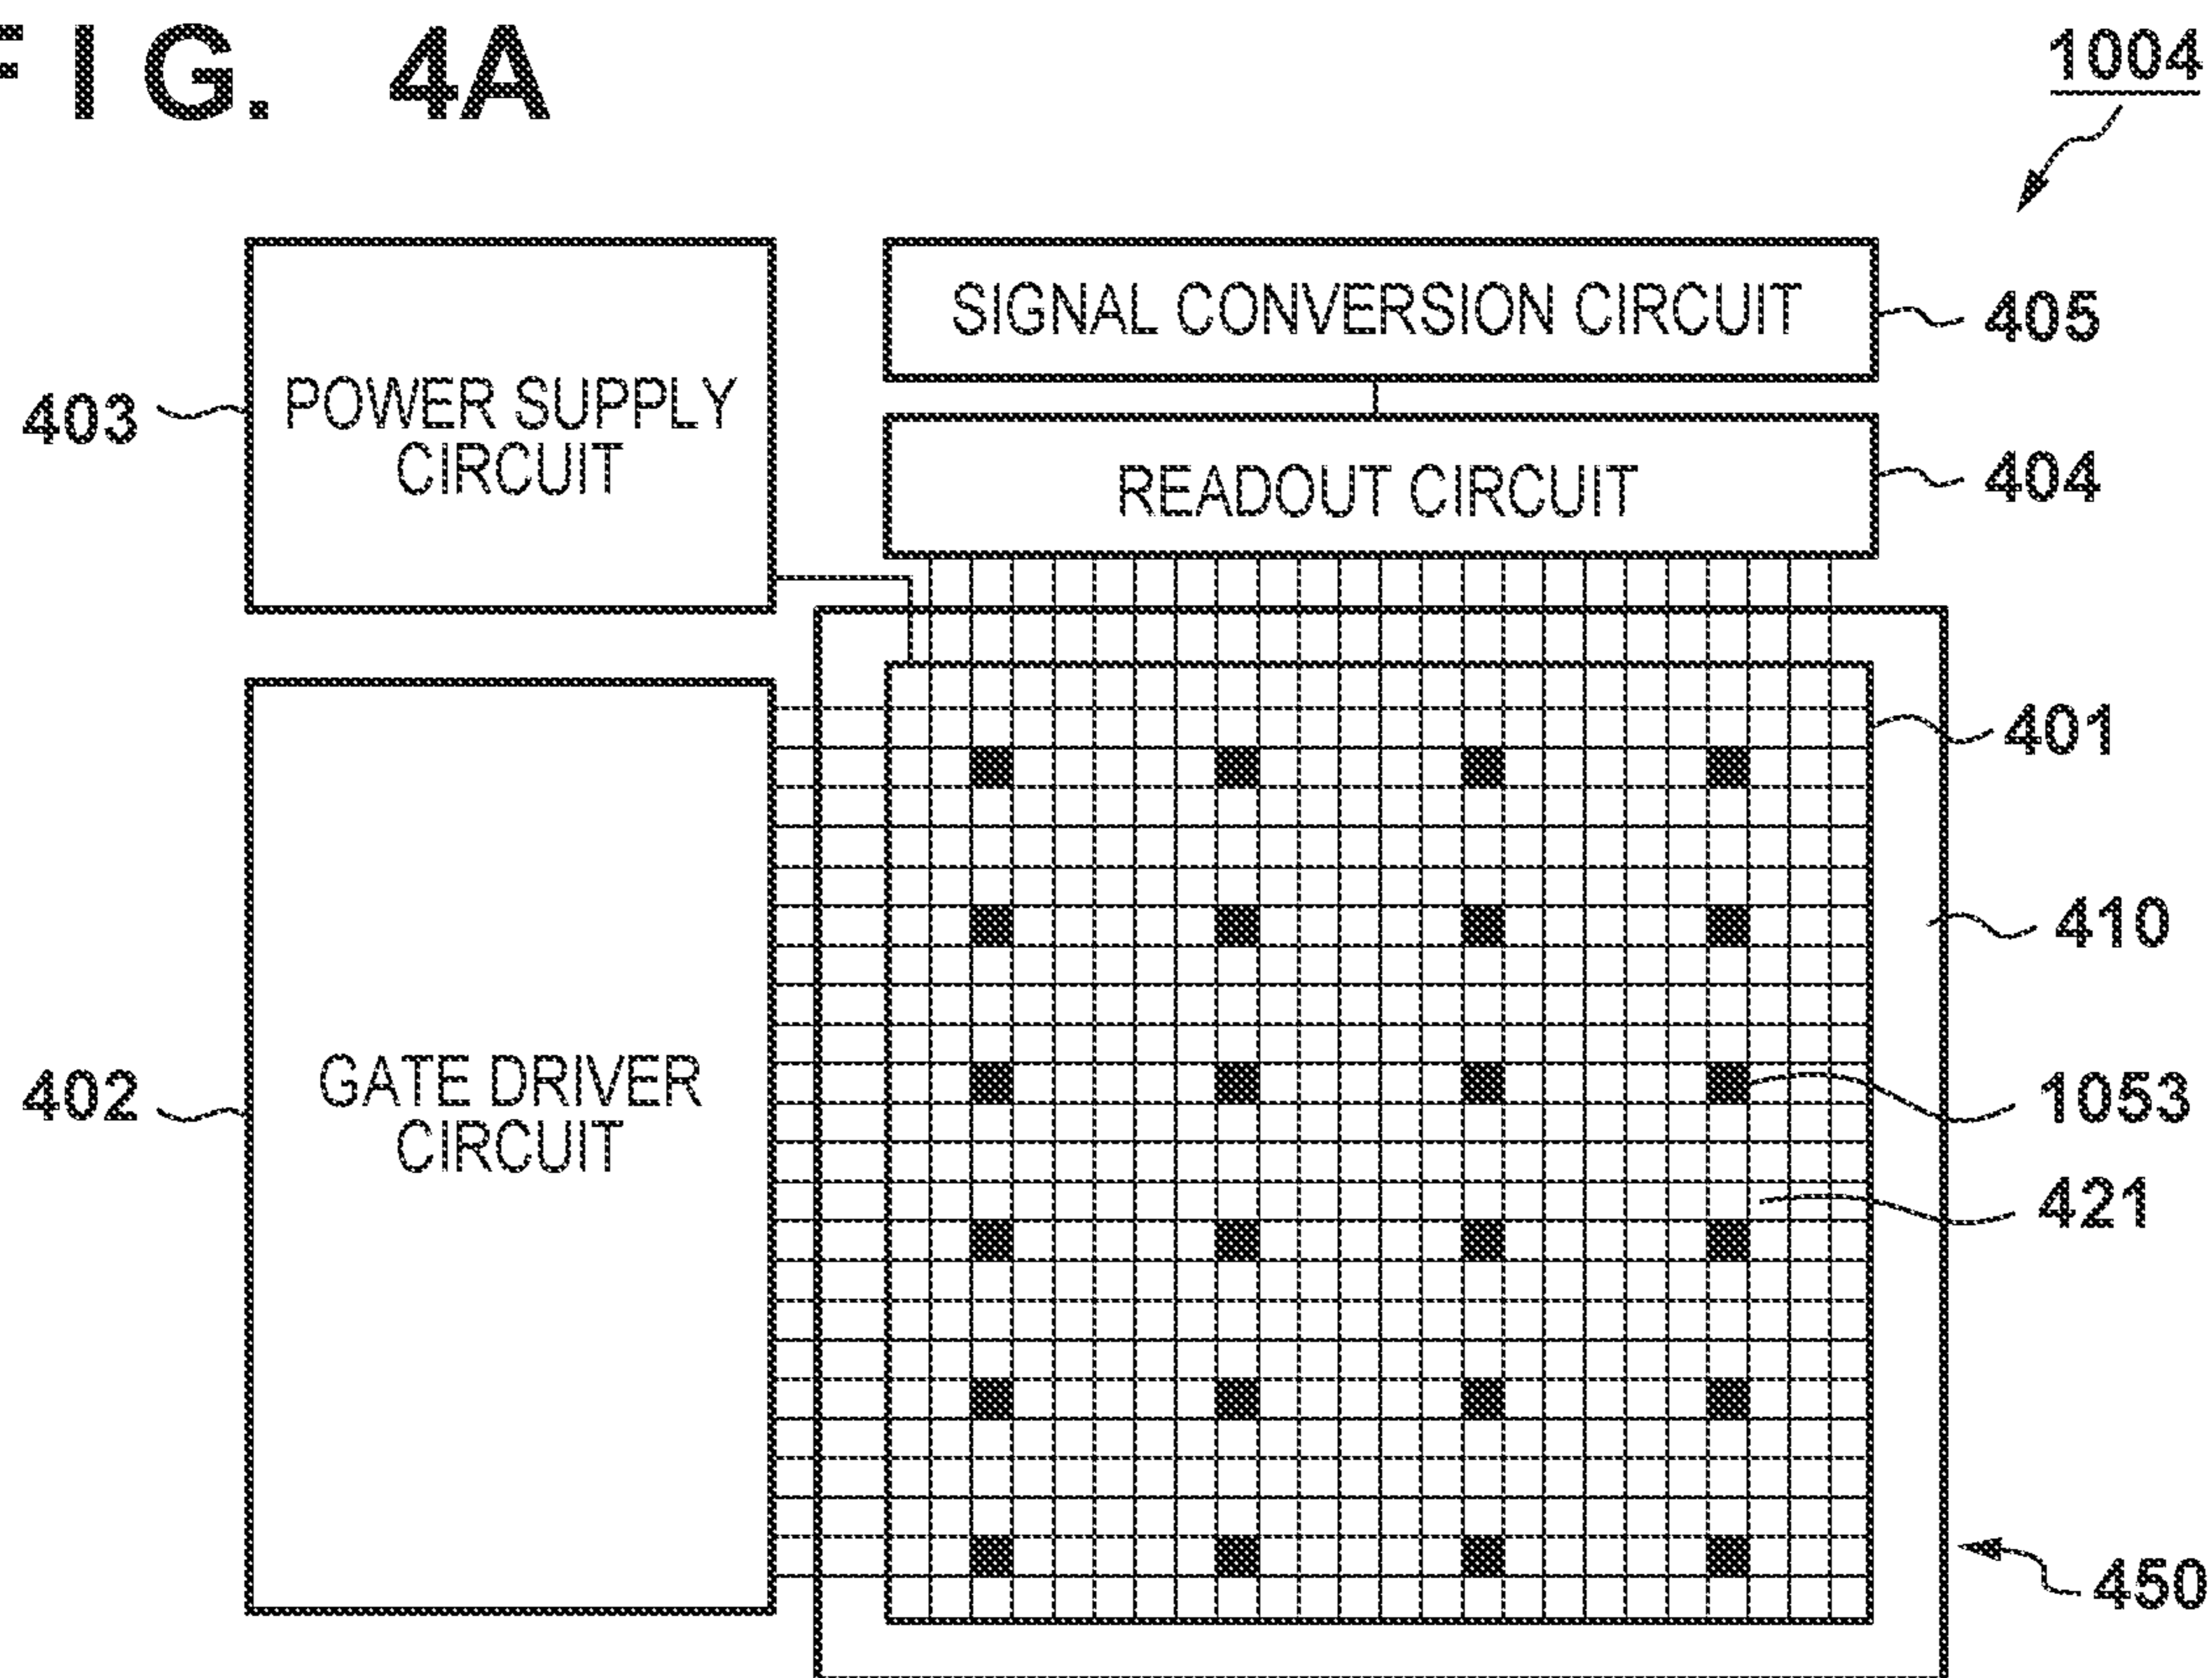 FIG. 4A
1004
SIGNAL CONVERSION CIRCUIT
405
403
POWER SUPPLY
CIRCUIT
READOUT CIRCUIT
404
401
410
402
GATE DRIVER
CIRCUIT
1053
421
450